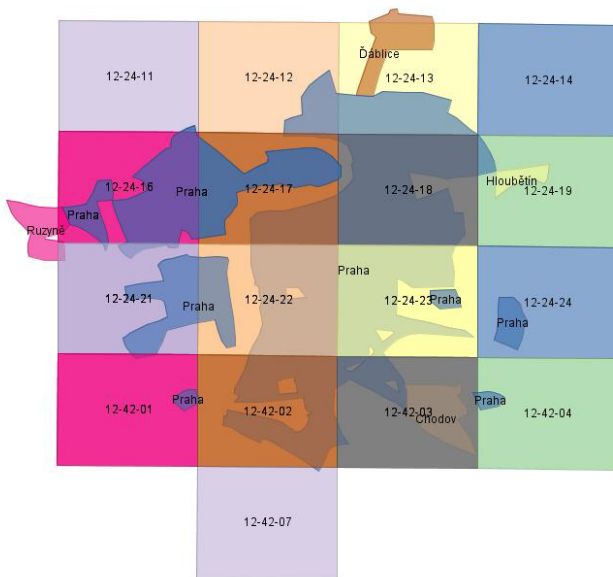 Ďáblice
12-24-11
12-24-12
12-24-13
12-24-14
12-24-16
Praha
12-24-17
12-24-18
Hloubětín
12-24-19
Praha
Ruzyně
Praha
12-24-21
Praha
12-24-22
12-24-23
Praha
12-24-24
Praha
12-42-01
Praha
12-42-02
12-42-03
Chodov
Praha
12-42-04
12-42-07